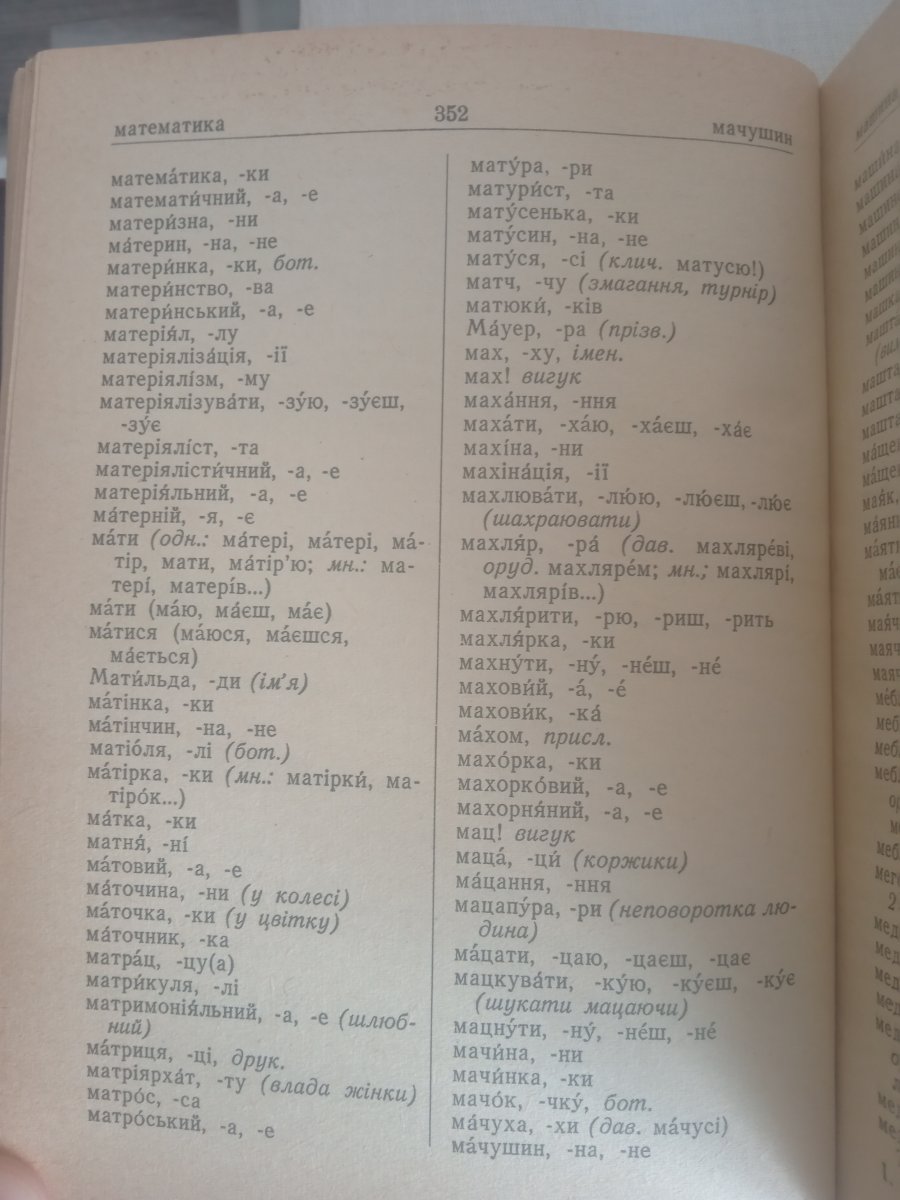 математика
352
мачушин
матема́тика, -ки
математи́чний, -а, -е
матери́зна, -ни
ма́терин, -на, -не
матери́нка, -ки, бот.
матери́нство, -ва
матери́нський, -а, -е
матерія́л, -лу
матеріяліза́ція, -ії
матеріялі́зм, -му
матеріялізува́ти, -зу́ю, -зу́єш,
-зу́є
матеріялі́ст, -та
матеріялісти́чний, -а, -е
матерія́льний, -а, -е
ма́терній, -я, -є
ма́ти (одн.: ма́тері, ма́тері, ма́-
тір, мати, ма́тір'ю; мн.: ма-
тері́, матері́в...)
ма́ти (ма́ю, ма́єш, ма́є)
ма́тися (ма́юся, ма́єшся,
ма́ється)
Мати́льда, -ди (ім'я)
ма́тінка, -ки
ма́тінчин, -на, -не
матіо́ля, -лі (бот.)
ма́тірка, -ки (мн.: матірки́, ма-
тіро́к...)
ма́тка, -ки
матня́, -ні́
ма́товий, -а, -е
ма́точина, -ни (у колесі)
ма́точка, -ки (у цвітку)
ма́точник, -ка
матра́ц, -цу(а)
матри́куля, -лі
матримонія́льний, -а, -е (шлюб-
ний)
ма́триця, -ці, друк.
матріярха́т, -ту (влада жінки)
матро́с, -са
матро́ський, -а, -е
мату́ра, -ри
матури́ст, -та
мату́сенька, -ки
мату́син, -на, -не
мату́ся, -сі (клич. матусю!)
матч, -чу (змагання, турнір)
матюки́, -ків
Ма́уер, -ра (прізв.)
мах, -ху, імен.
мах! вигук
маха́ння, -ння
маха́ти, -ха́ю, -ха́єш, -ха́є
махі́на, -ни
махіна́ція, -ії
махлюва́ти, -лю́ю, -лю́єш, -лю́є
(шахраювати)
махля́р, -ра́ (дав. махляре́ві,
оруд. махляре́м; мн.; махлярі́,
махлярі́в...)
махля́рити, -рю, -риш, -рить
махля́рка, -ки
махну́ти, -ну́, -не́ш, -не́
махови́й, -а́, -е́
махови́к, -ка́
ма́хом, присл.
махо́рка, -ки
махорко́вий, -а, -е
махорня́ний, -а, -е
мац! вигук
маца́, -ци́ (коржики)
ма́цання, -ння
мацапу́ра, -ри (неповоротка лю-
дина)
ма́цати, -цаю, -цаєш, -цає
мацкува́ти, -ку́ю, -ку́єш, -ку́є
(шукати мацаючи)
мацну́ти, -ну́, -не́ш, -не́
мачи́на, -ни
мачи́нка, -ки
мачо́к, -чку́, бот.
ма́чуха, -хи (дав. ма́чусі)
ма́чушин, -на, -не